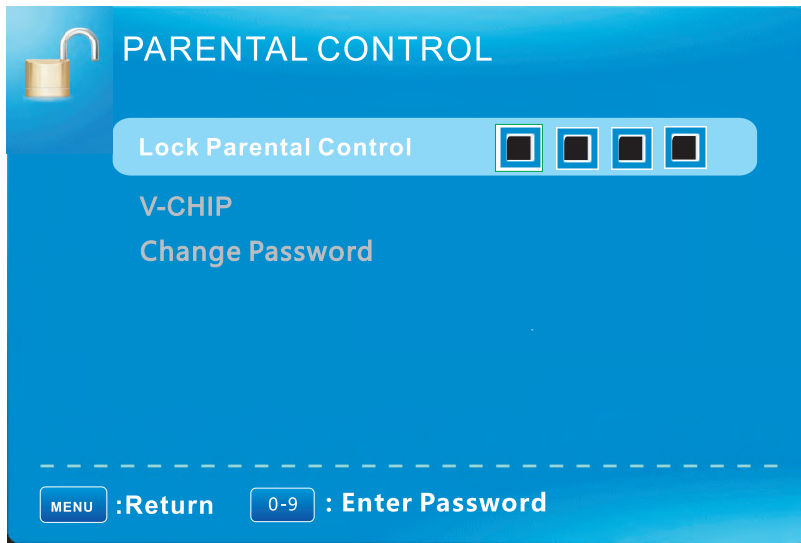 PARENTAL CONTROL
Lock Parental Control
V-CHIP
Change Password
MENU :Return 0-9 : Enter Password